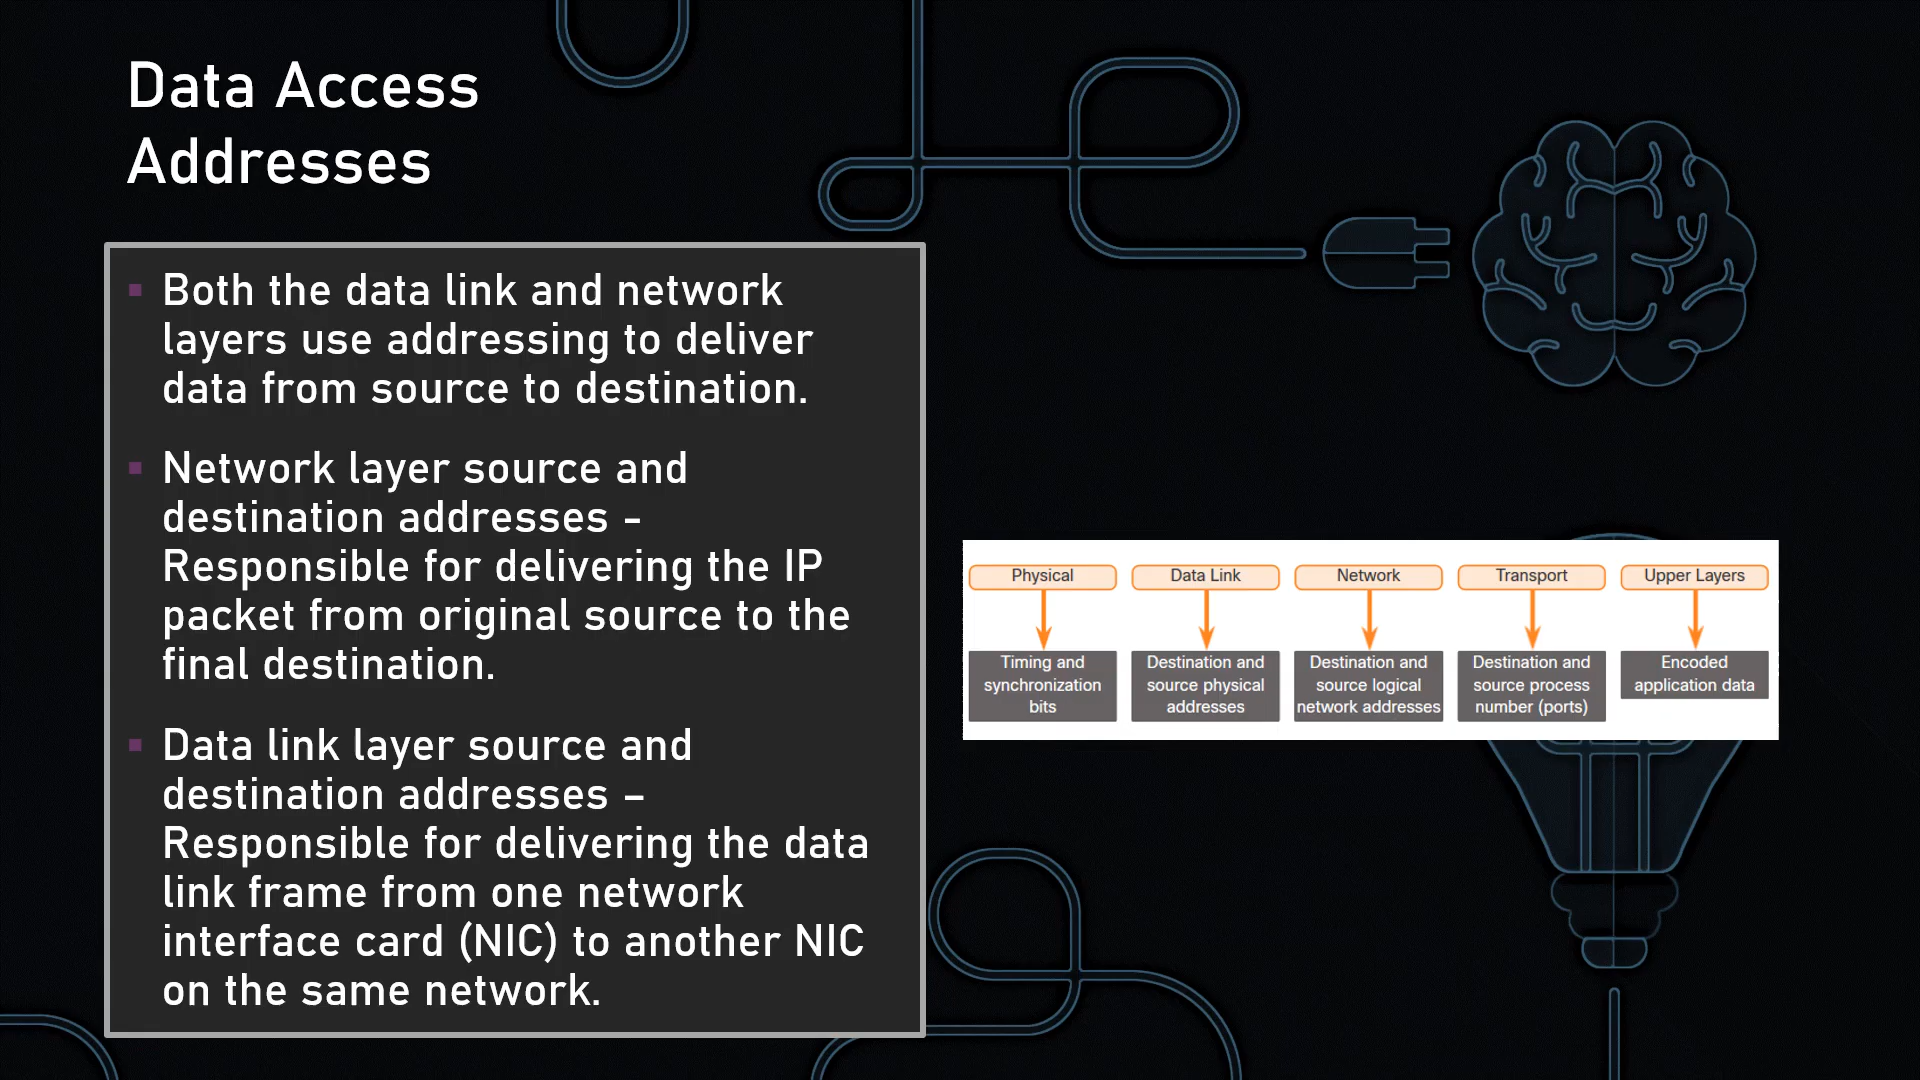 Data Access
Addresses
▪ Both the data link and network
layers use addressing to deliver
data from source to destination.
▪ Network layer source and
destination addresses -
Responsible for delivering the IP
packet from original source to the
final destination.
▪ Data link layer source and
destination addresses –
Responsible for delivering the data
link frame from one network
interface card (NIC) to another NIC
on the same network.
Physical
Timing and
synchronization
bits
Data Link
Destination and
source physical
addresses
Network
Destination and
source logical
network addresses
Transport
Destination and
source process
number (ports)
Upper Layers
Encoded
application data